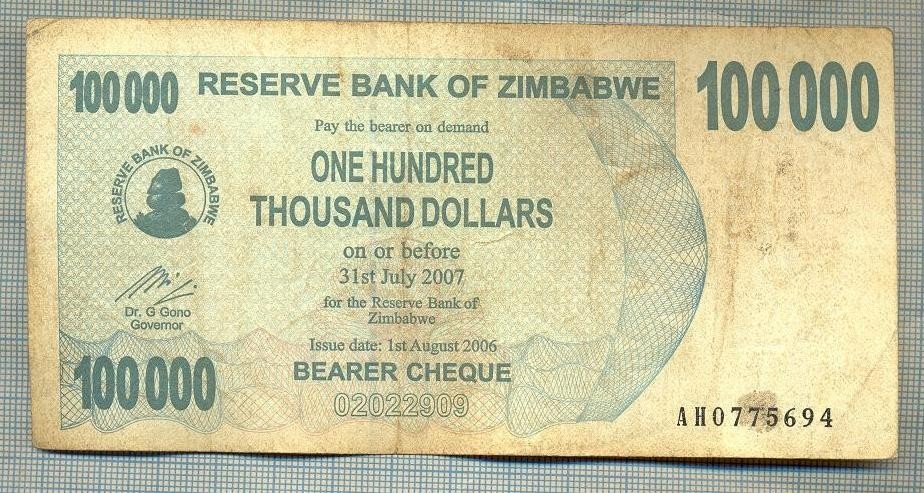 100 000
RESERVE BANK OF ZIMBABWE
100 000
Pay the bearer on demand
ONE HUNDRED
THOUSAND DOLLARS
RESERVE BANK OF ZIMBABWE
on or before
31st July 2007
for the Reserve Bank of
Zimbabwe
Dr. G Gono
Governor
Issue date: 1st August 2006
BEARER CHEQUE
100 000
02022909
AH0775694